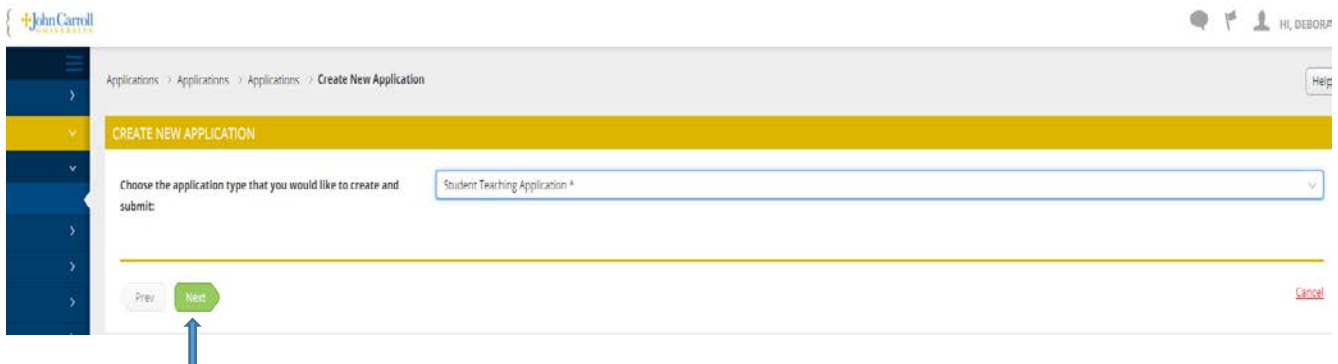 John Carroll
UNIVERSITY
HI, DEBORA
Applications > Applications > Applications > Create New Application
Help
CREATE NEW APPLICATION
Choose the application type that you would like to create and
submit:
Student Teaching Application *
Prev
Next
Cancel